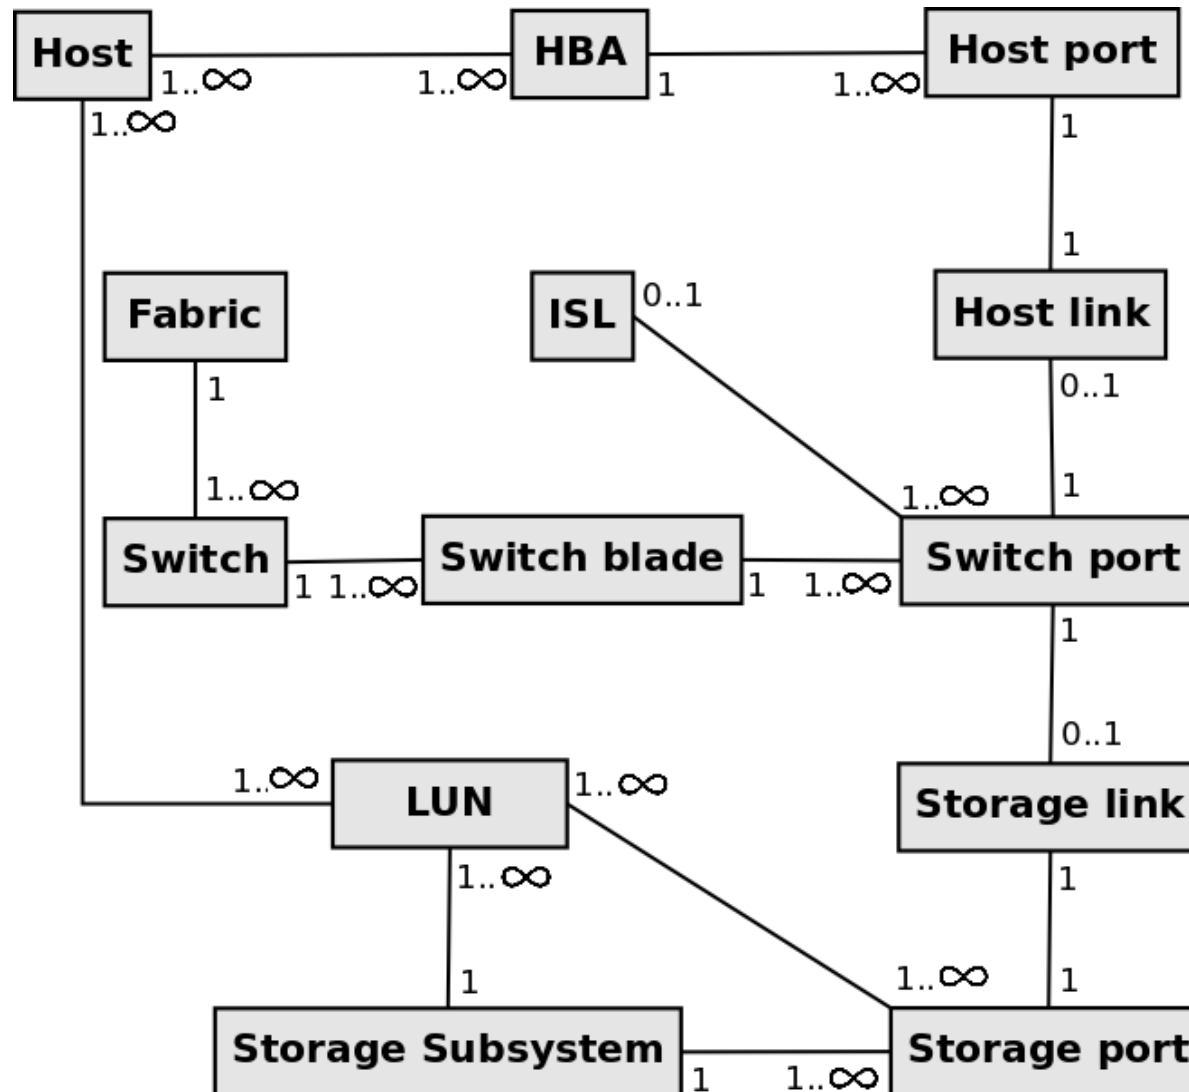 Host
HBA
Host port
1..∞
1..∞
1
1..∞
1..∞
1
1
Fabric
ISL
0..1
Host link
1
0..1
1..∞
1..∞
1
Switch
Switch blade
Switch port
1
1..∞
1
1..∞
1
0..1
1..∞
LUN
1..∞
Storage link
1..∞
1
1
1..∞
1
Storage Subsystem
Storage port
1
1..∞